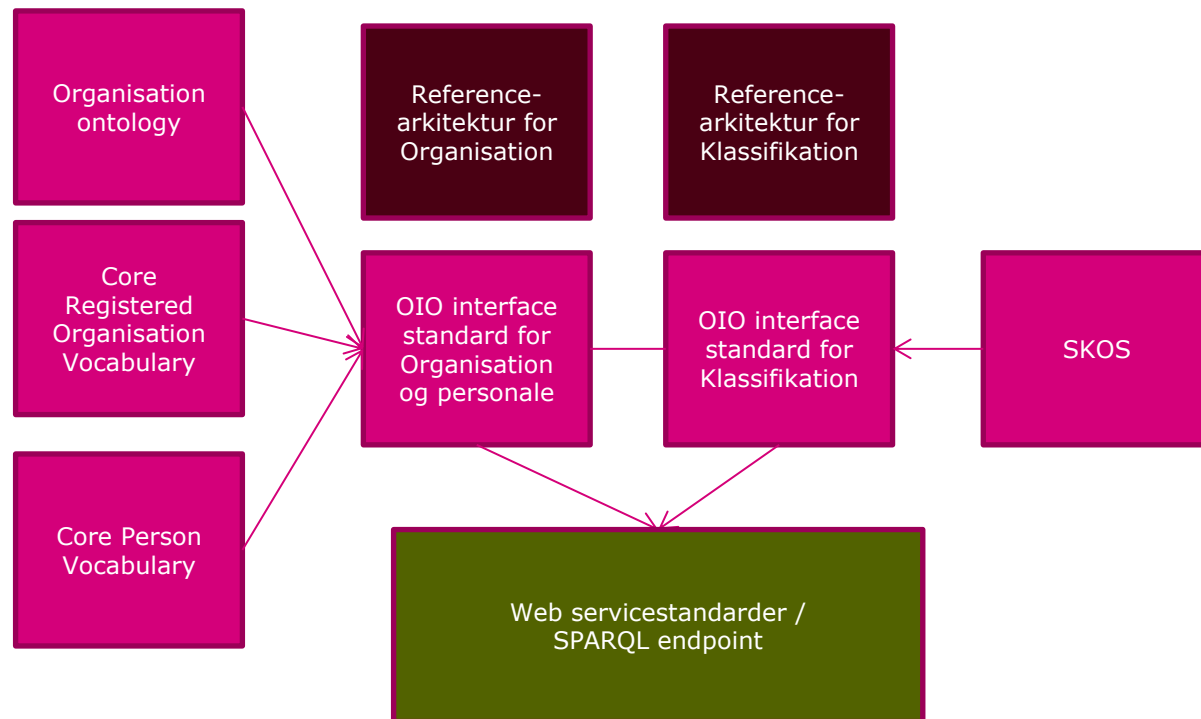 Organisation
ontology
Reference-
arkitektur for
Organisation
Reference-
arkitektur for
Klassifikation
Core
Registered
Organisation
Vocabulary
OIO interface
standard for
Organisation
og personale
OIO interface
standard for
Klassifikation
SKOS
Core Person
Vocabulary
Web servicestandarder /
SPARQL endpoint